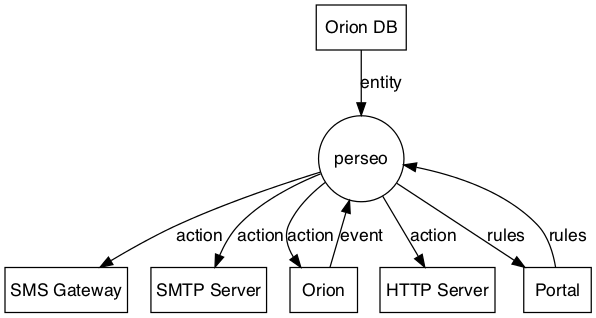 Orion DB
entity
perseo
action
action
action
event
action
rules
rules
SMS Gateway
SMTP Server
Orion
HTTP Server
Portal